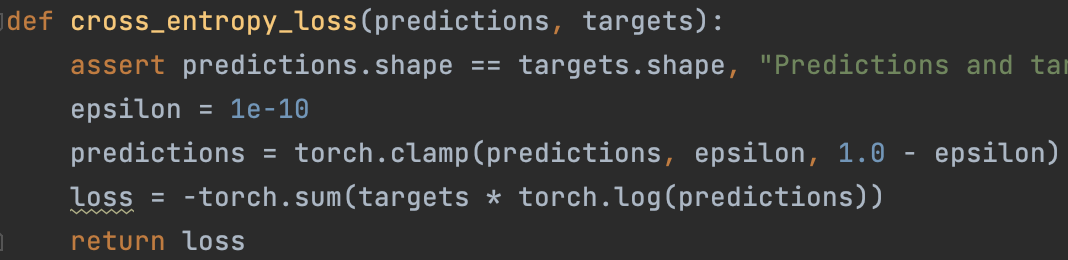 def cross_entropy_loss(predictions, targets):
    assert predictions.shape == targets.shape, "Predictions and
    epsilon = 1e-10
    predictions = torch.clamp(predictions, epsilon, 1.0 - epsilon)
    loss = -torch.sum(targets * torch.log(predictions))
    return loss